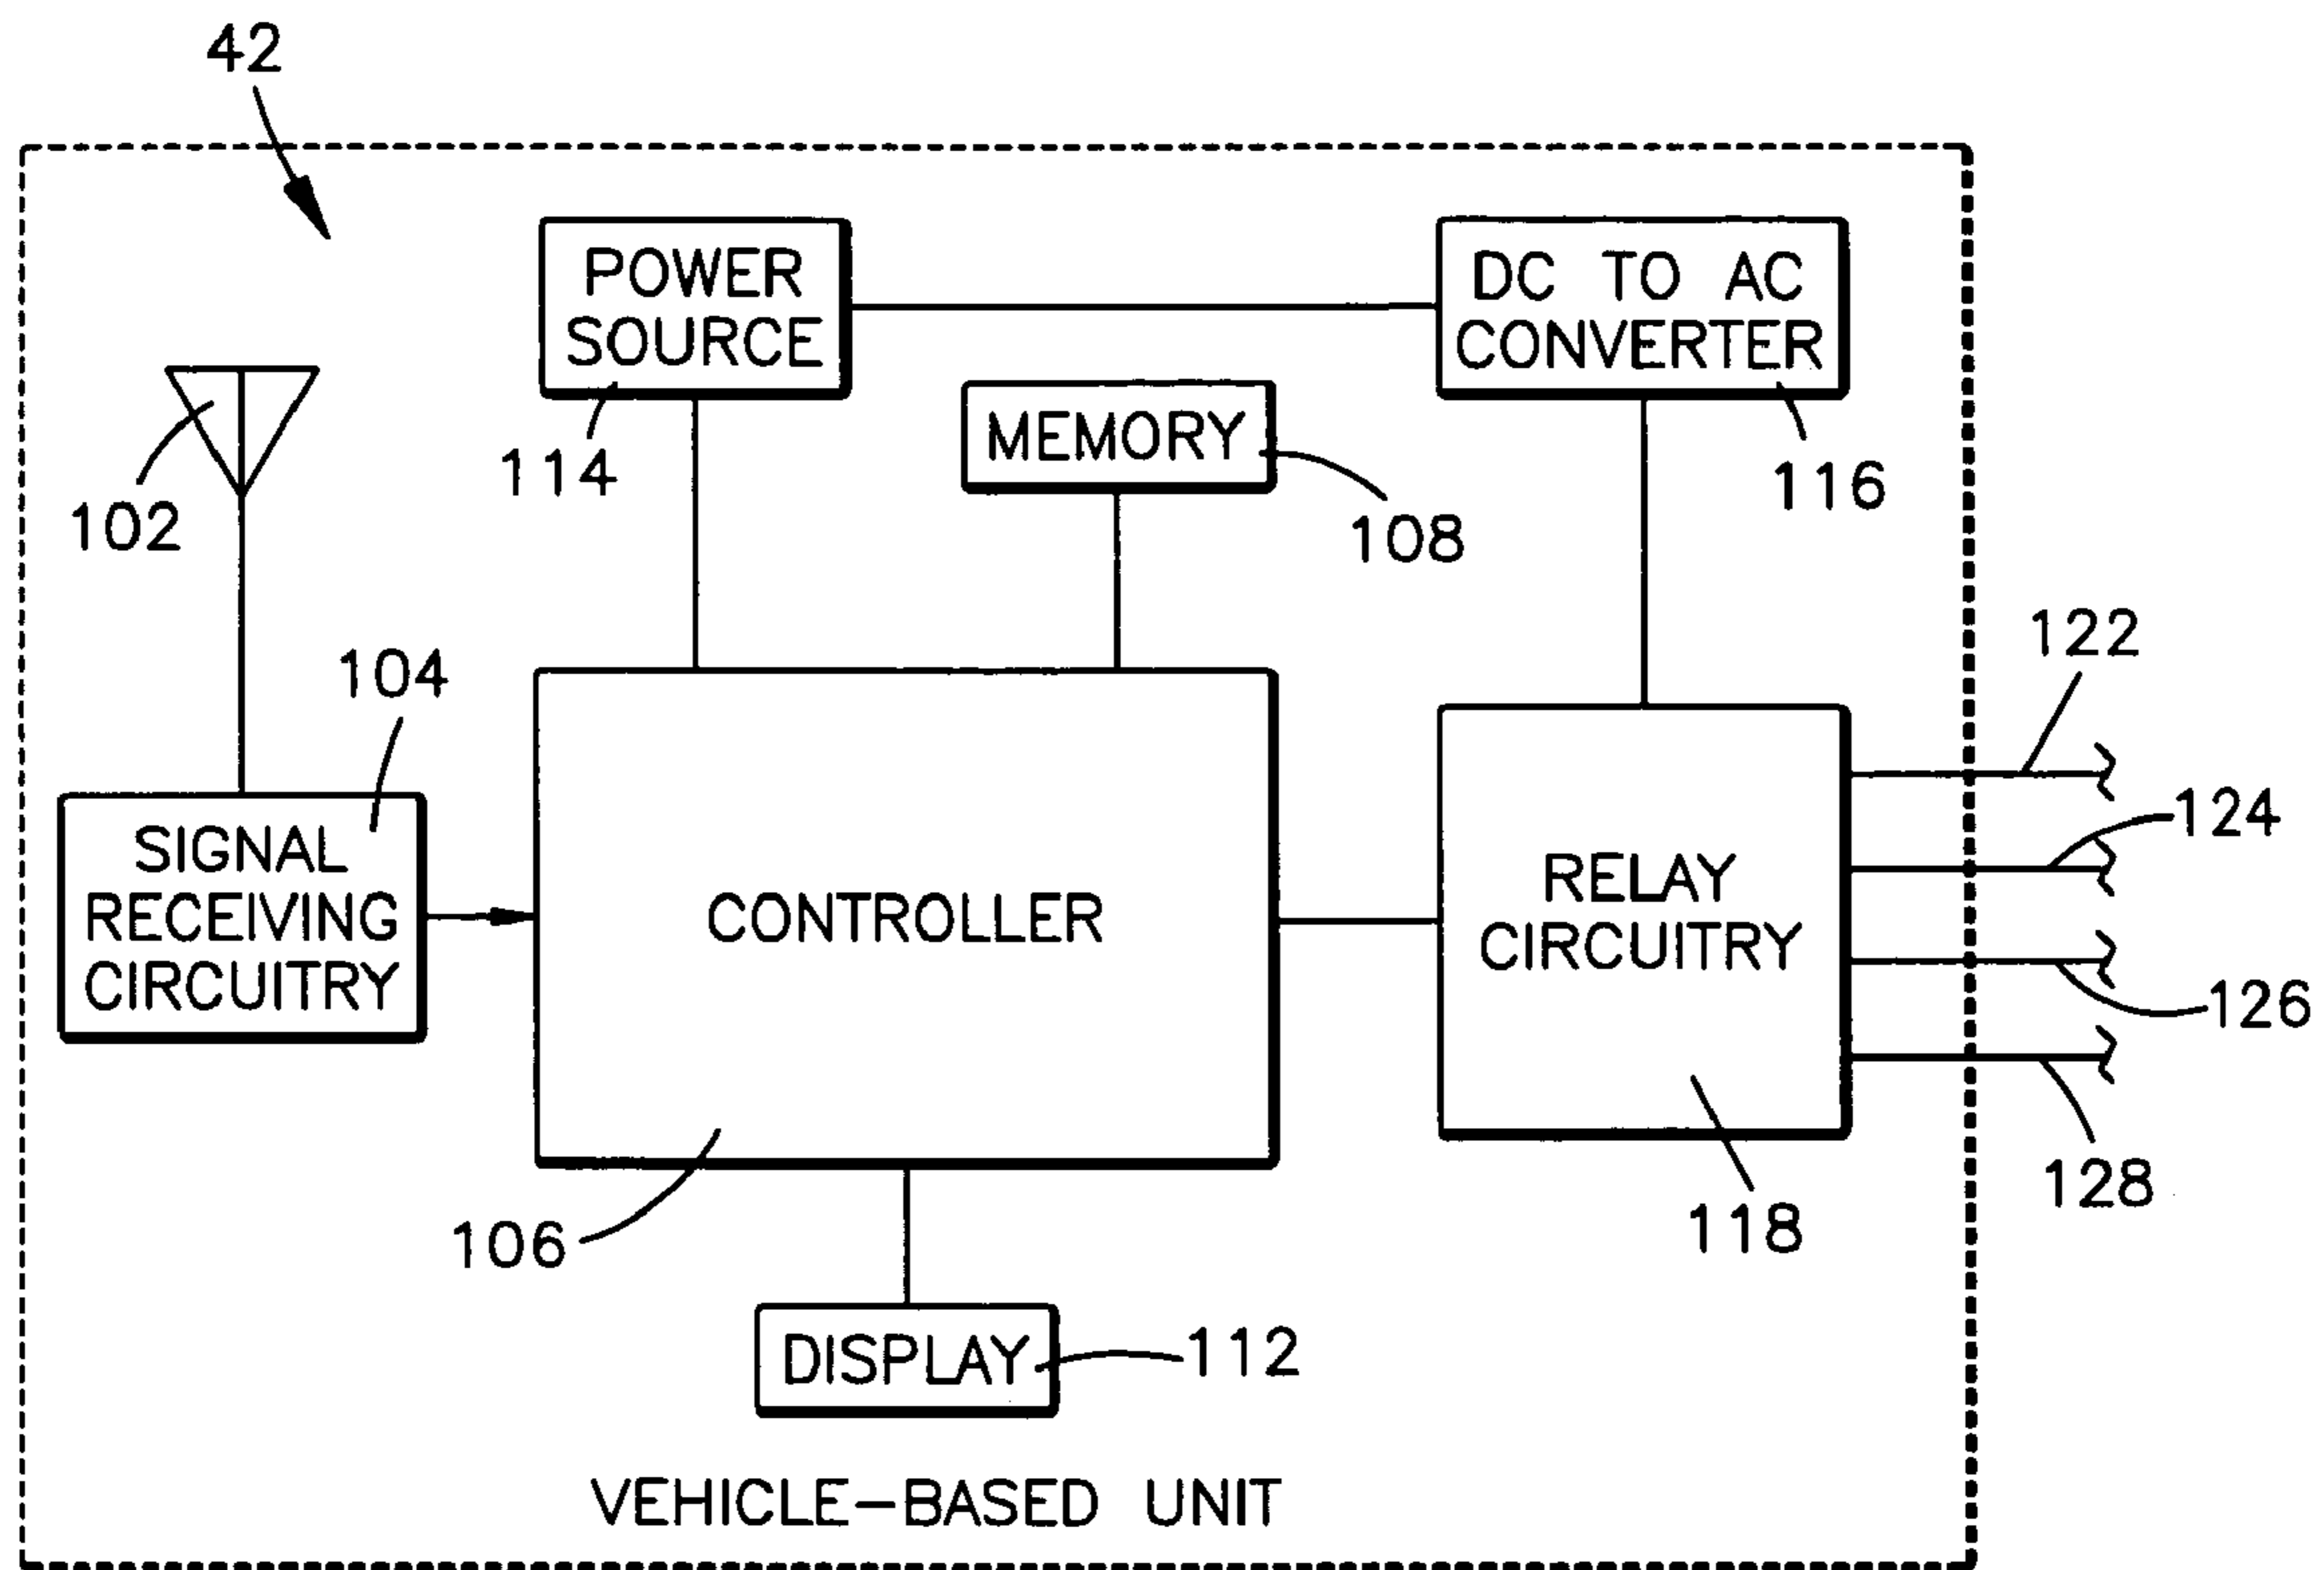 42
POWER
SOURCE
DC TO AC
CONVERTER
MEMORY
114
116
102
108
122
104
124
SIGNAL
RECEIVING
CIRCUITRY
CONTROLLER
RELAY
CIRCUITRY
126
128
118
106
DISPLAY
112
VEHICLE-BASED UNIT